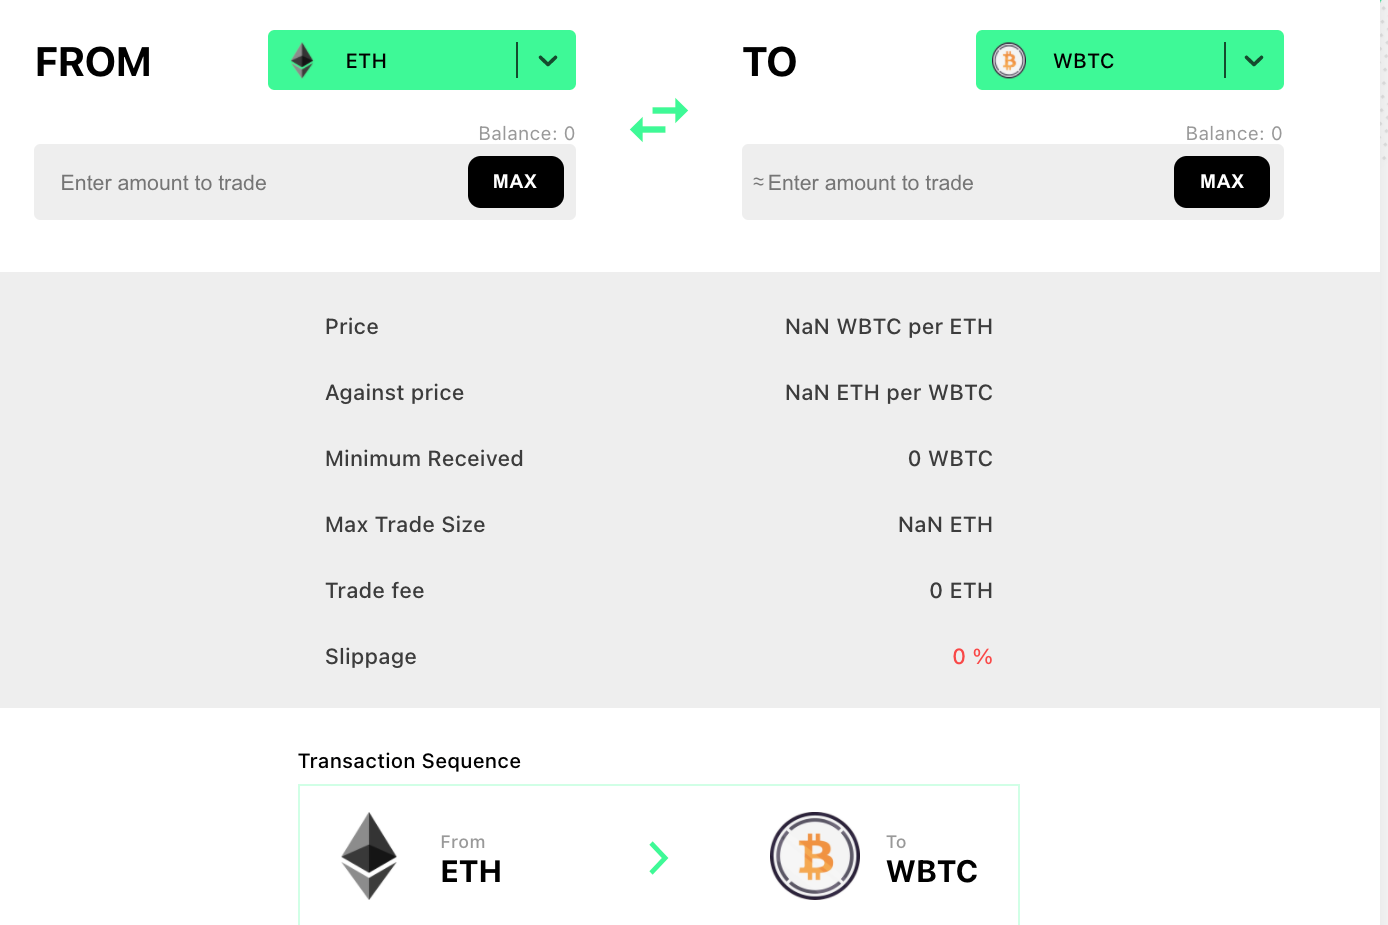 FROM
ETH
TO
WBTC
Balance: 0
Balance: 0
Enter amount to trade
MAX
≈ Enter amount to trade
MAX
Price
NaN WBTC per ETH
Against price
NaN ETH per WBTC
Minimum Received
0 WBTC
Max Trade Size
NaN ETH
Trade fee
0 ETH
Slippage
0 %
Transaction Sequence
From
ETH
To
WBTC